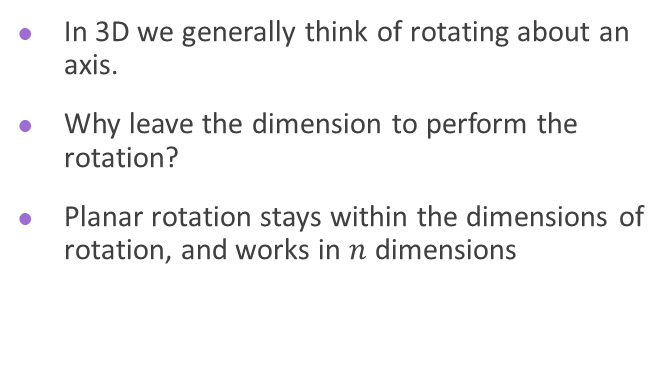 • In 3D we generally think of rotating about an
axis.
• Why leave the dimension to perform the
rotation?
• Planar rotation stays within the dimensions of
rotation, and works in n dimensions